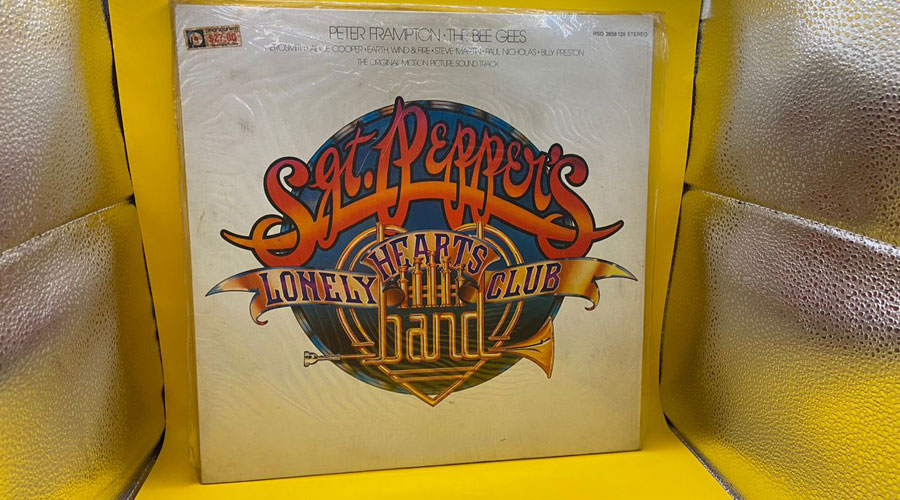 PETER FRAMPTON · THE BEE GEES
RSO 2658 128 STEREO
AEROSMITH · ALICE COOPER · EARTH, WIND & FIRE · STEVE MARTIN · PAUL NICHOLAS · BILLY PRESTON
THE ORIGINAL MOTION PICTURE SOUND TRACK
Sgt. Pepper's
LONELY HEARTS CLUB
band